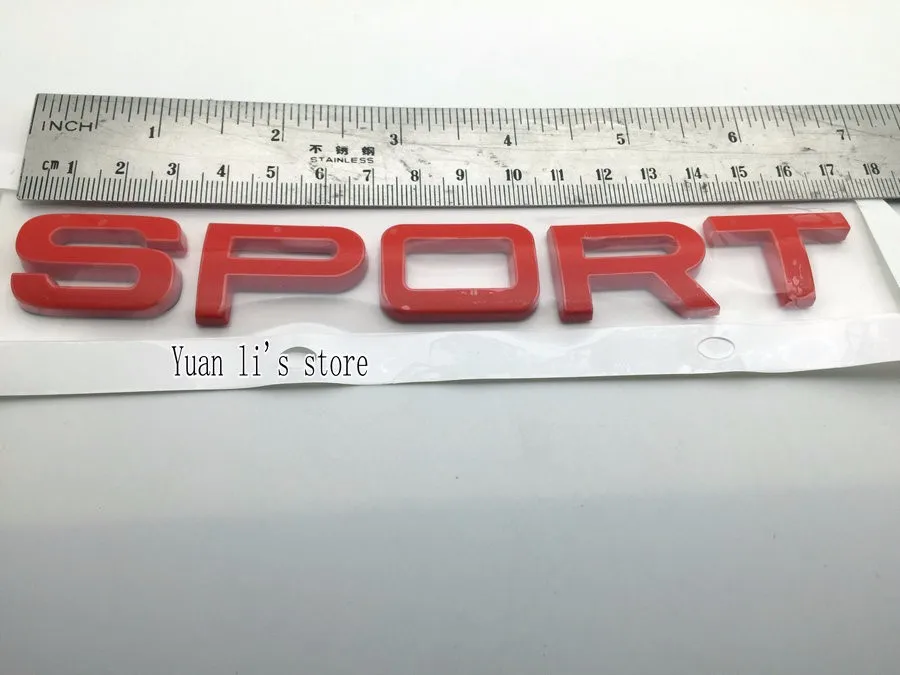 INCH 1 2 3 4 5 6 7
不锈钢
STAINLESS
cm 1 2 3 4 5 6 7 8 9 10 11 12 13 14 15 16 17 18
SPORT
Yuan li's store